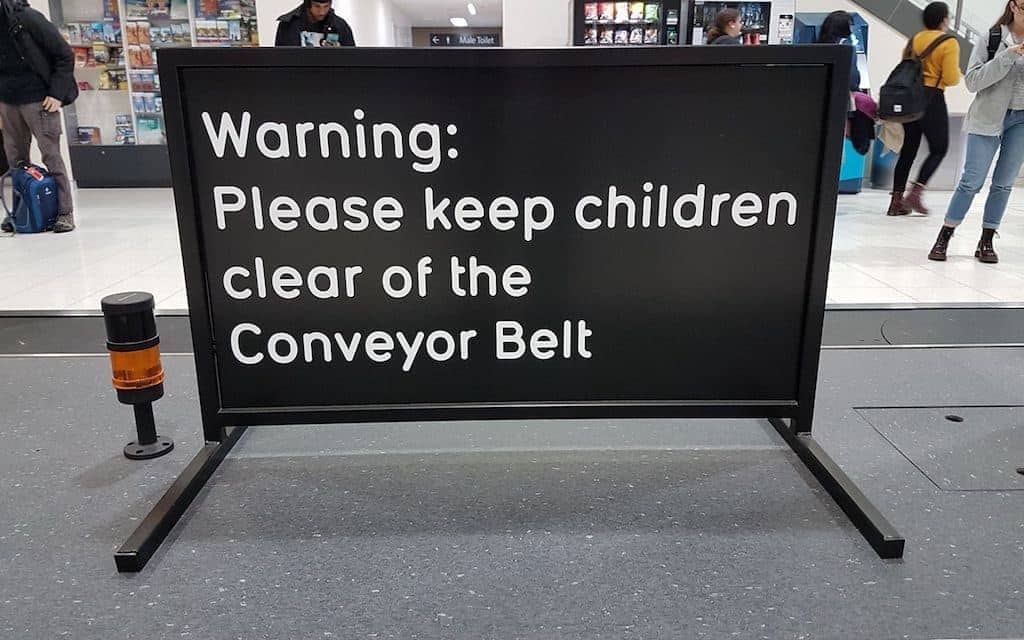 Male Toilet
Warning:
Please keep children
clear of the
Conveyor Belt